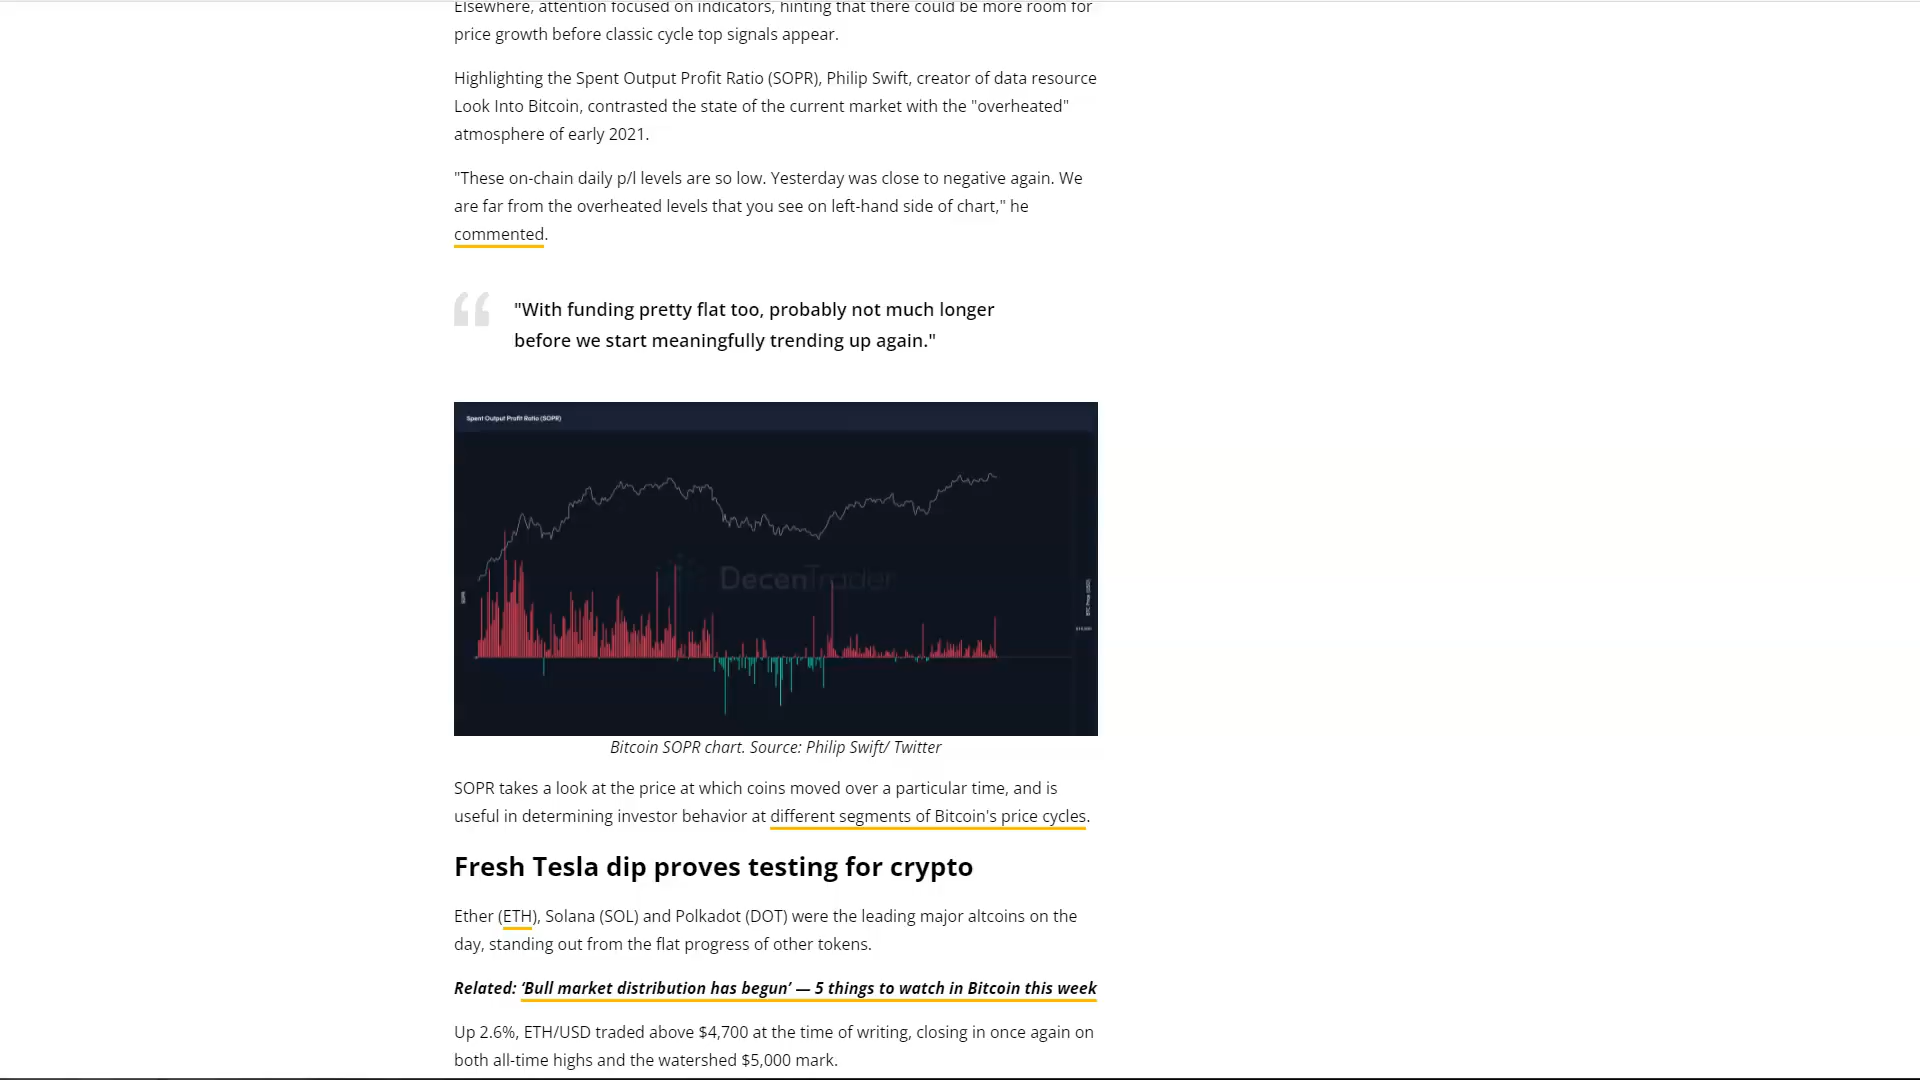 Elsewhere, attention focused on indicators, hinting that there could be more room for
price growth before classic cycle top signals appear.
Highlighting the Spent Output Profit Ratio (SOPR), Philip Swift, creator of data resource
Look Into Bitcoin, contrasted the state of the current market with the "overheated"
atmosphere of early 2021.
"These on-chain daily p/l levels are so low. Yesterday was close to negative again. We
are far from the overheated levels that you see on left-hand side of chart," he
commented.
"With funding pretty flat too, probably not much longer
before we start meaningfully trending up again."
Spent Output Profit Ratio (SOPR)
DecenTrader
BTC Price (USD)
Bitcoin SOPR chart. Source: Philip Swift/ Twitter
SOPR takes a look at the price at which coins moved over a particular time, and is
useful in determining investor behavior at different segments of Bitcoin's price cycles.
Fresh Tesla dip proves testing for crypto
Ether (ETH), Solana (SOL) and Polkadot (DOT) were the leading major altcoins on the
day, standing out from the flat progress of other tokens.
Related: ‘Bull market distribution has begun’ — 5 things to watch in Bitcoin this week
Up 2.6%, ETH/USD traded above $4,700 at the time of writing, closing in once again on
both all-time highs and the watershed $5,000 mark.